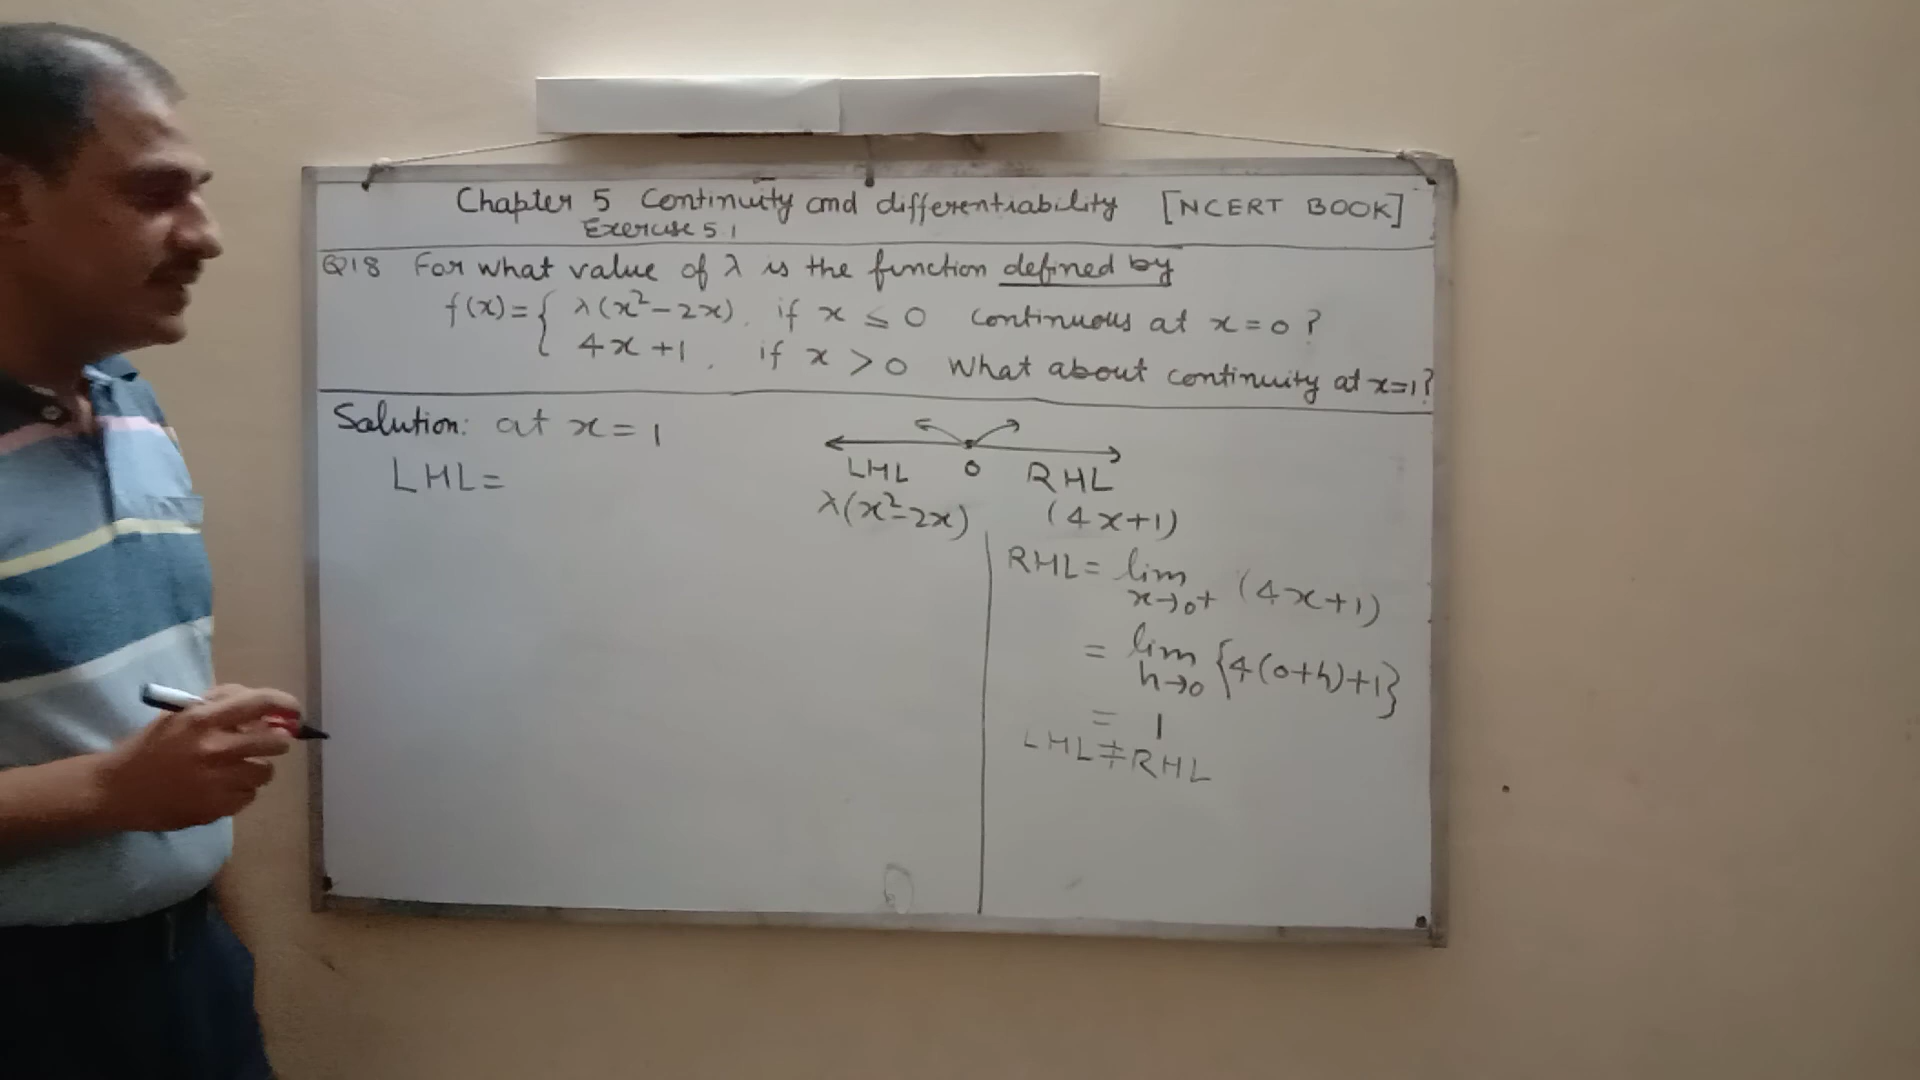 Chapter 5 Continuity and differentiability [NCERT BOOK]
Exercise 5.1
Q18 For what value of λ is the function defined by
f(x) = { λ(x²-2x), if x ≤ 0 continuous at x=0?
4x+1, if x > 0 What about continuity at x=1?
Solution: at x = 1
LHL =
LHL 0 RHL
λ(x²-2x) (4x+1)
RHL = lim x→0+ (4x+1)
= lim h→0 {4(0+h)+1}
= 1
LHL ≠ RHL